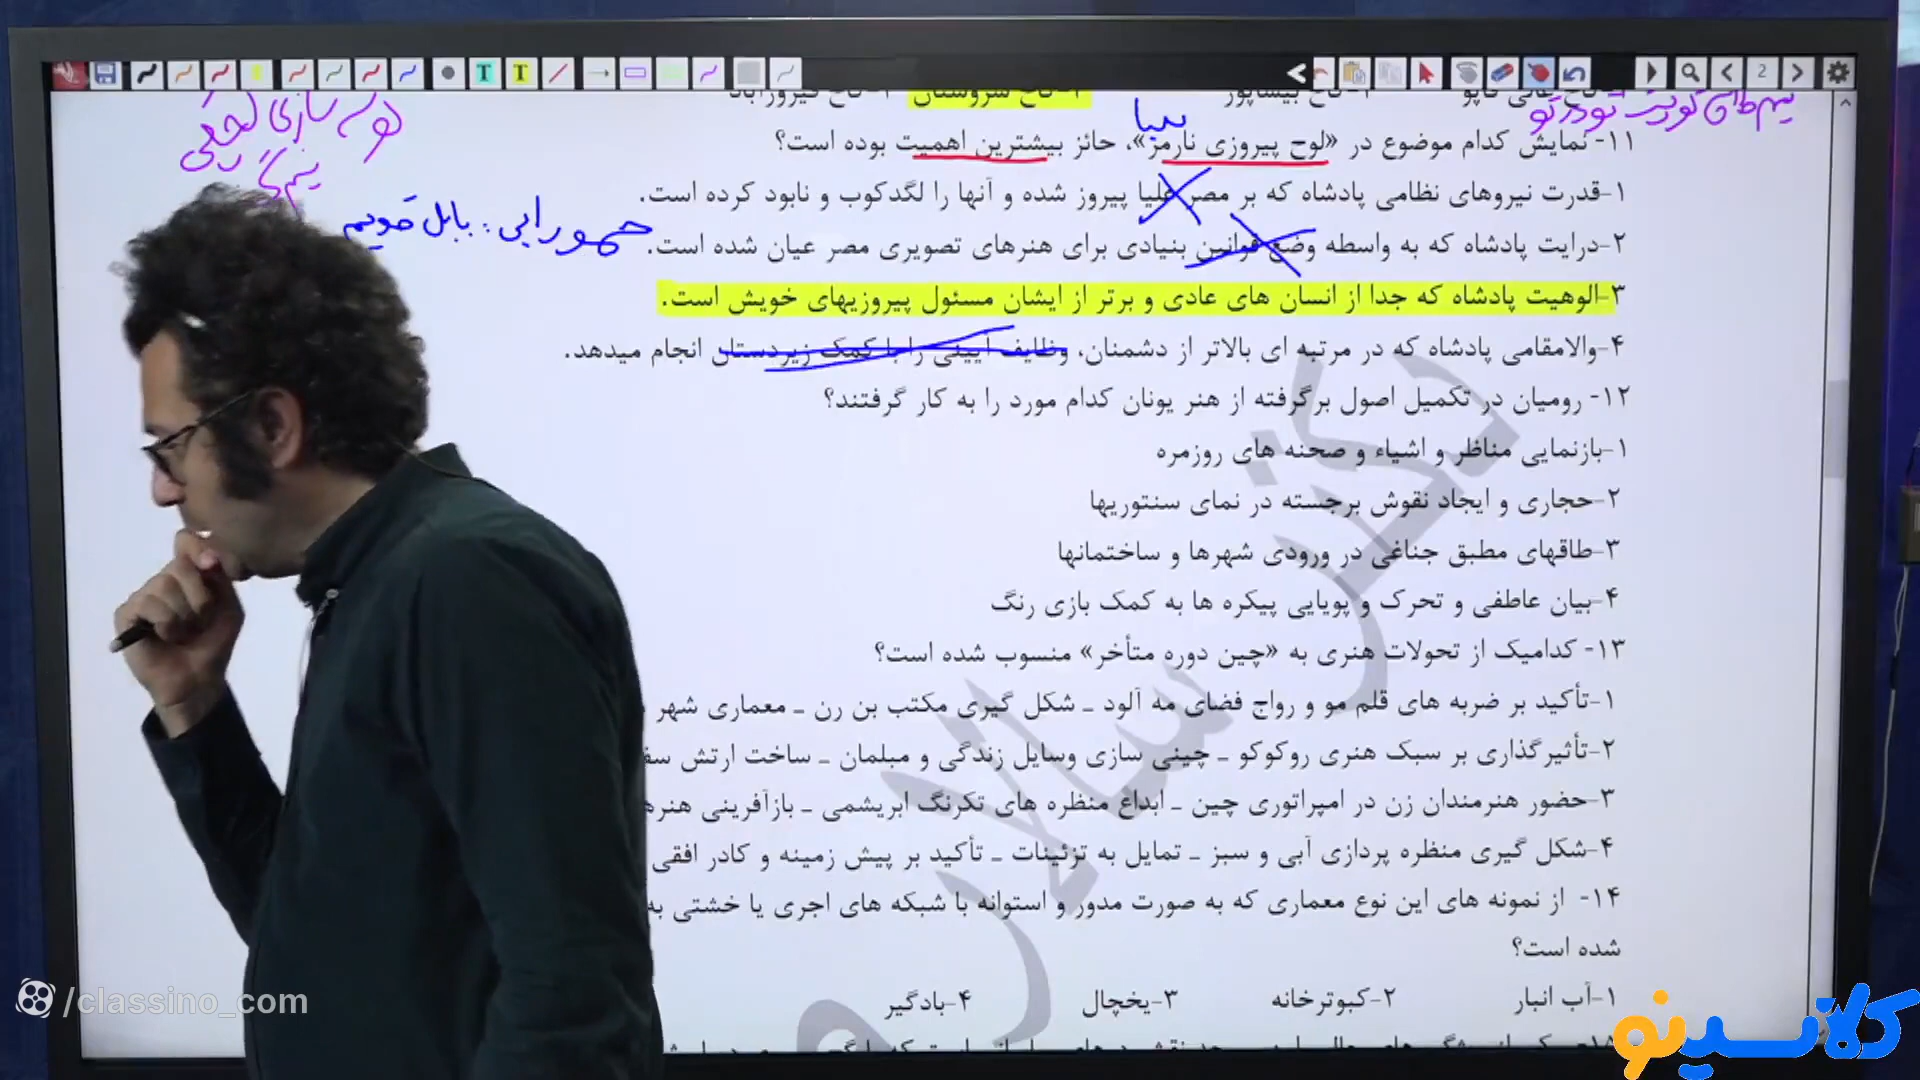 ۱-تاج سروستان
۱۱- نمایش کدام موضوع در «لوح پیروزی نارمز»، حائز بیشترین اهمیت بوده است؟
۱-قدرت نیروهای نظامی پادشاه که بر مصر علیا پیروز شده و آنها را لگدکوب و نابود کرده است.
حمورابی: بابل قدیم
۲-درایت پادشاه که به واسطه وضع قوانین بنیادی برای هنرهای تصویری مصر عیان شده است.
۳-الوهیت پادشاه که جدا از انسان های عادی و برتر از ایشان مسئول پیروزیهای خویش است.
۴-والامقامی پادشاه که در مرتبه ای بالاتر از دشمنان، وظایف آیینی را با کمک زیردستان انجام میدهد.
۱۲- رومیان در تکمیل اصول برگرفته از هنر یونان کدام مورد را به کار گرفتند؟
۱-بازنمایی مناظر و اشیاء و صحنه های روزمره
۲-حجاری و ایجاد نقوش برجسته در نمای سنتوریها
۳-طاقهای مطبق جناغی در ورودی شهرها و ساختمانها
۴-بیان عاطفی و تحرک و پویایی پیکره ها به کمک بازی رنگ
۱۳- کدامیک از تحولات هنری به «چین دوره متأخر» منسوب شده است؟
۱-تأکید بر ضربه های قلم مو و رواج فضای مه آلود ـ شکل گیری مکتب بن رن ـ معماری شهر
۲-تأثیرگذاری بر سبک هنری روکوکو ـ چینی سازی وسایل زندگی و مبلمان ـ ساخت ارتش سف
۳-حضور هنرمندان زن در امپراتوری چین ـ ابداع منظره های تکرنگ ابریشمی ـ بازآفرینی هنره
۴-شکل گیری منظره پردازی آبی و سبز ـ تمایل به تزئینات ـ تأکید بر پیش زمینه و کادر افقی
۱۴- از نمونه های این نوع معماری که به صورت مدور و استوانه با شبکه های اجری یا خشتی به
شده است؟
۱-آب انبار ۲-کبوترخانه ۳-یخچال ۴-بادگیر
/classino_com
کلاسینو